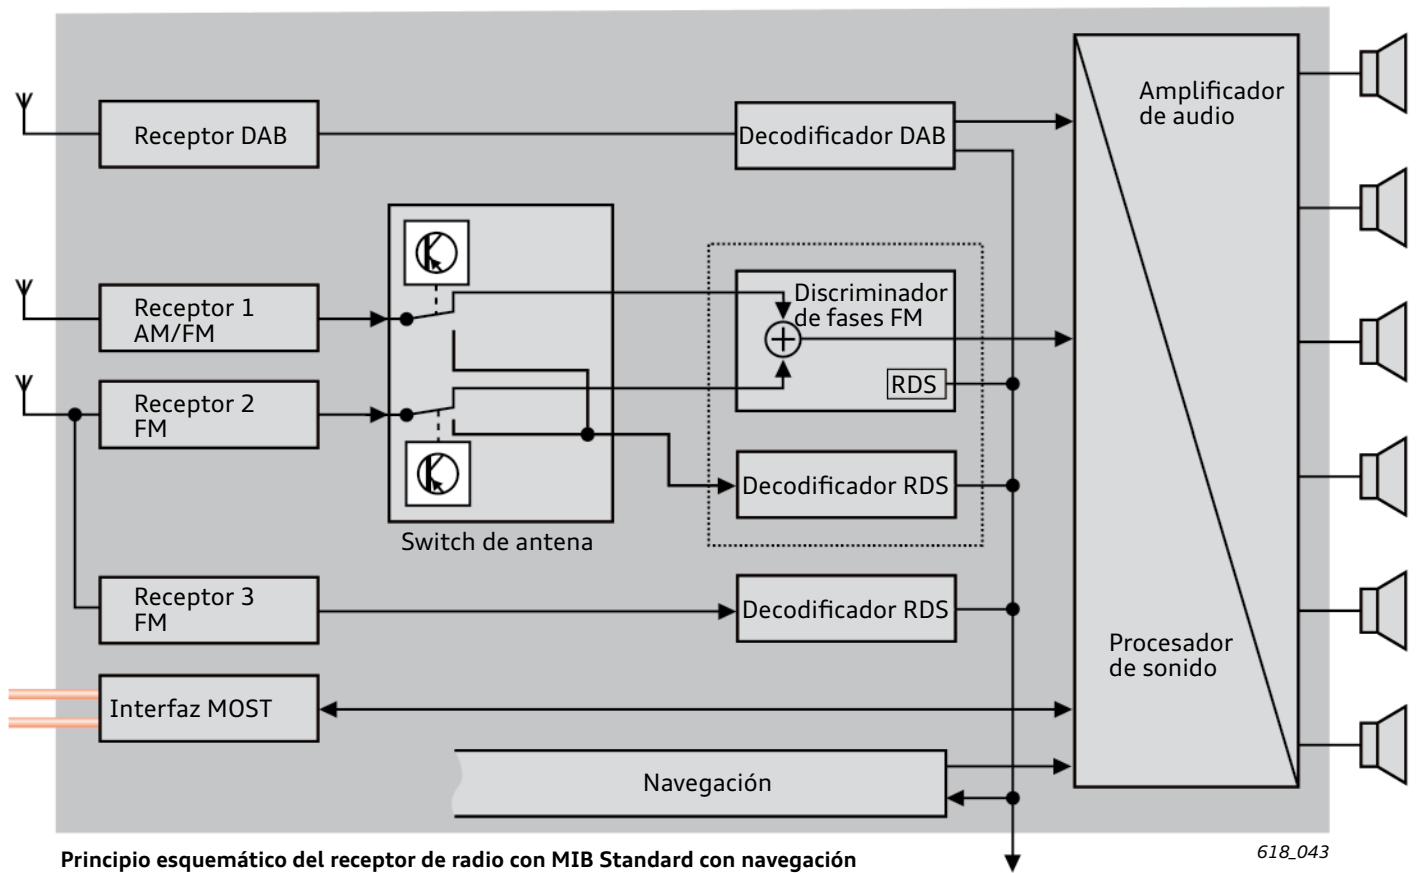 Receptor DAB
Decodificador DAB
Amplificador
de audio
Receptor 1
AM/FM
Discriminador
de fases FM
RDS
Receptor 2
FM
Decodificador RDS
Switch de antena
Receptor 3
FM
Decodificador RDS
Procesador
de sonido
Interfaz MOST
Navegación
Principio esquemático del receptor de radio con MIB Standard con navegación
618_043